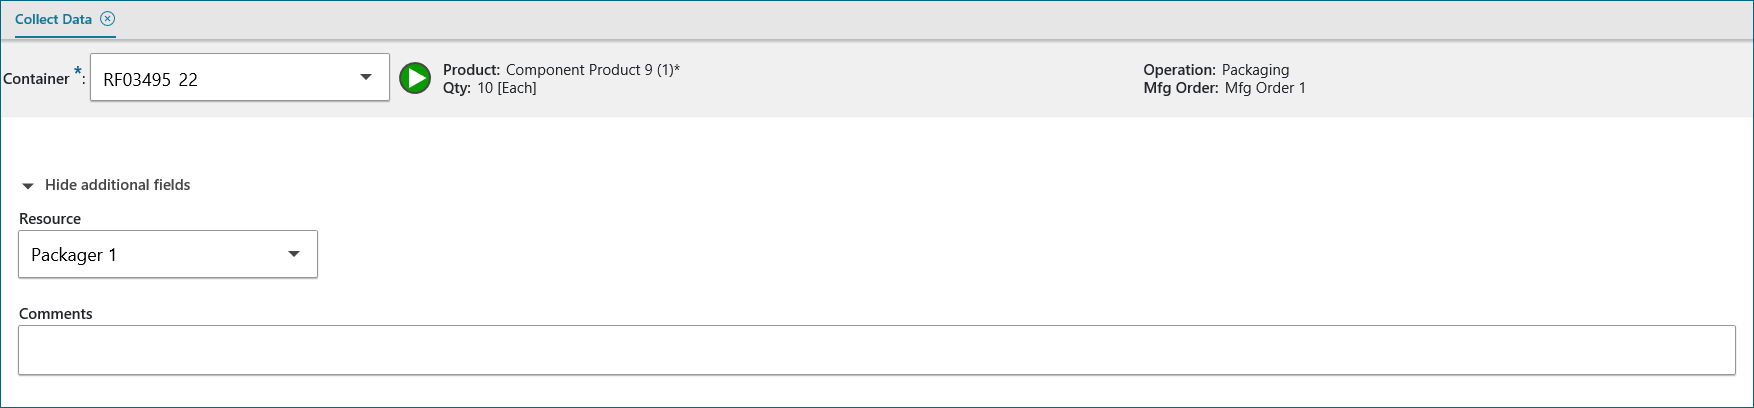 Collect Data
Container *: RF03495 22
Product: Component Product 9 (1)*
Qty: 10 [Each]
Operation: Packaging
Mfg Order: Mfg Order 1
Hide additional fields
Resource
Packager 1
Comments